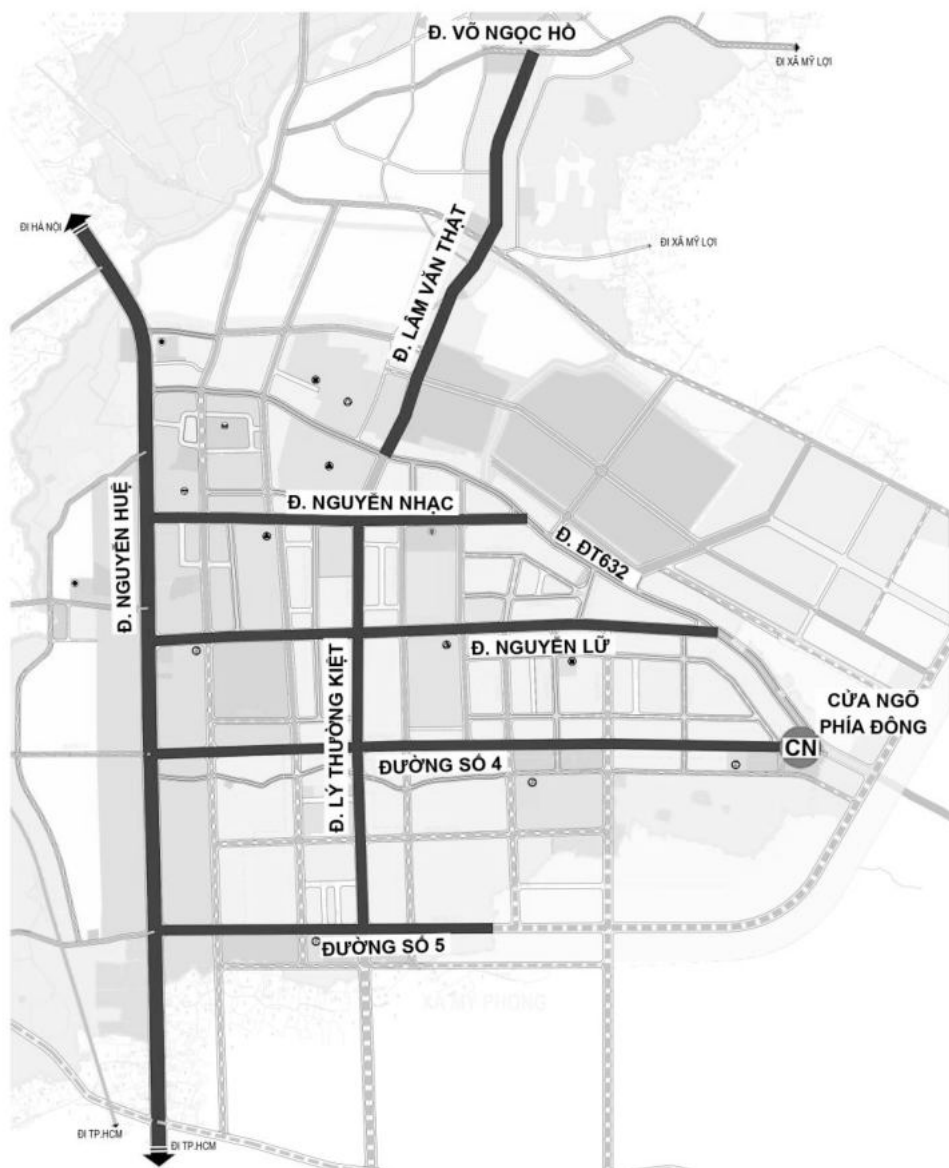 Đ. VÕ NGỌC HỒ
ĐI XÃ MỸ LỢI
ĐI HÀ NỘI
ĐI XÃ MỸ LỢI
Đ. LÂM VĂN THẬT
Đ. NGUYỄN NHẠC
Đ. NGUYỄN HUỆ
Đ. ĐT632
Đ. NGUYỄN LỮ
Đ. LÝ THƯỜNG KIỆT
CỬA NGÕ
PHÍA ĐÔNG
CN
ĐƯỜNG SỐ 4
ĐƯỜNG SỐ 5
XÃ MỸ PHONG
ĐI TP.HCM
ĐI TP.HCM